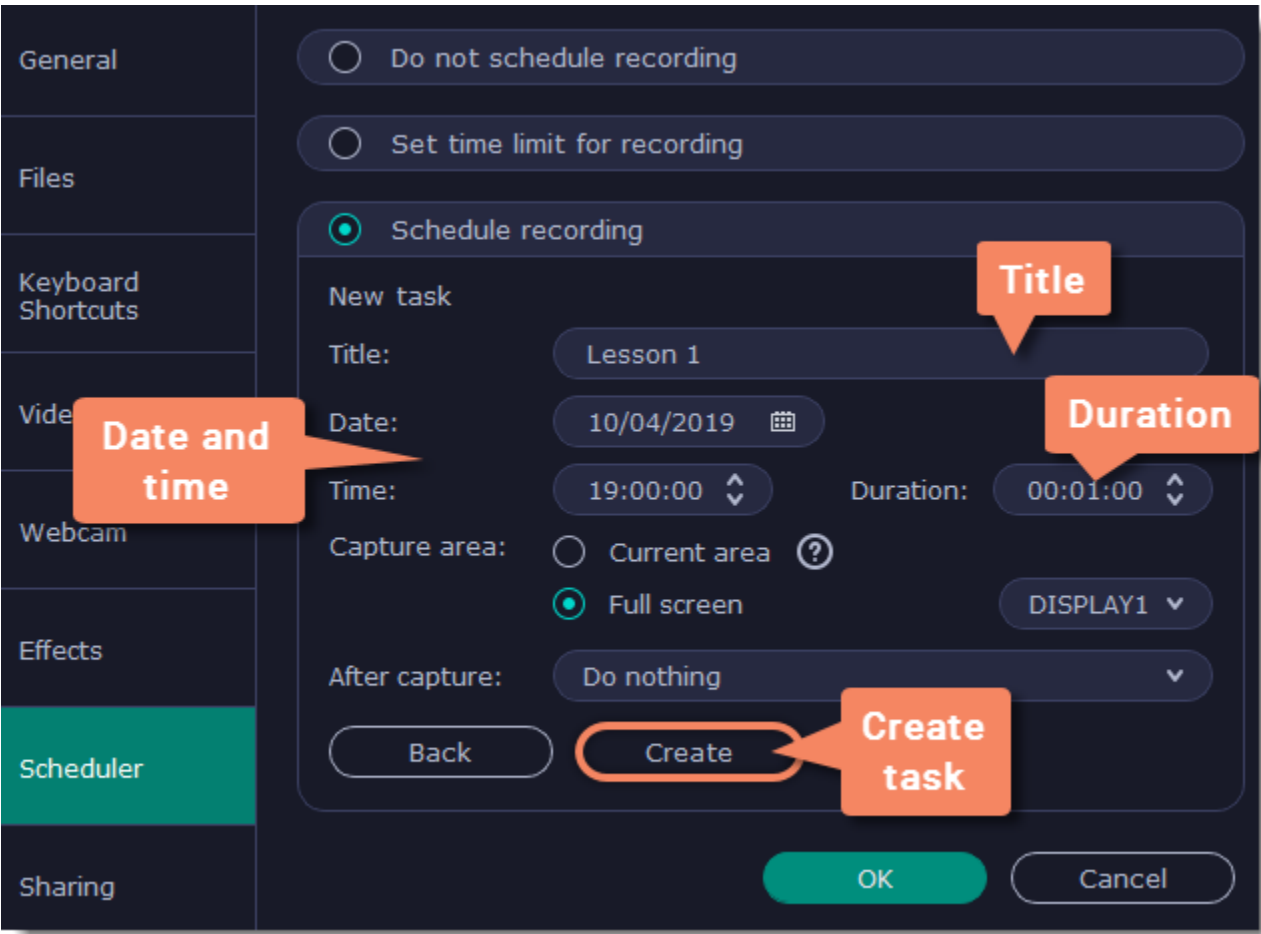 General
Files
Keyboard
Shortcuts
Vide
Webcam
Effects
Scheduler
Sharing
Do not schedule recording
Set time limit for recording
Schedule recording
New task
Title
Title: Lesson 1
Duration
Date and
time
Date: 10/04/2019
Time: 19:00:00 Duration: 00:01:00
Capture area: Current area ?
Full screen DISPLAY1
After capture: Do nothing
Back Create
Create
task
OK Cancel